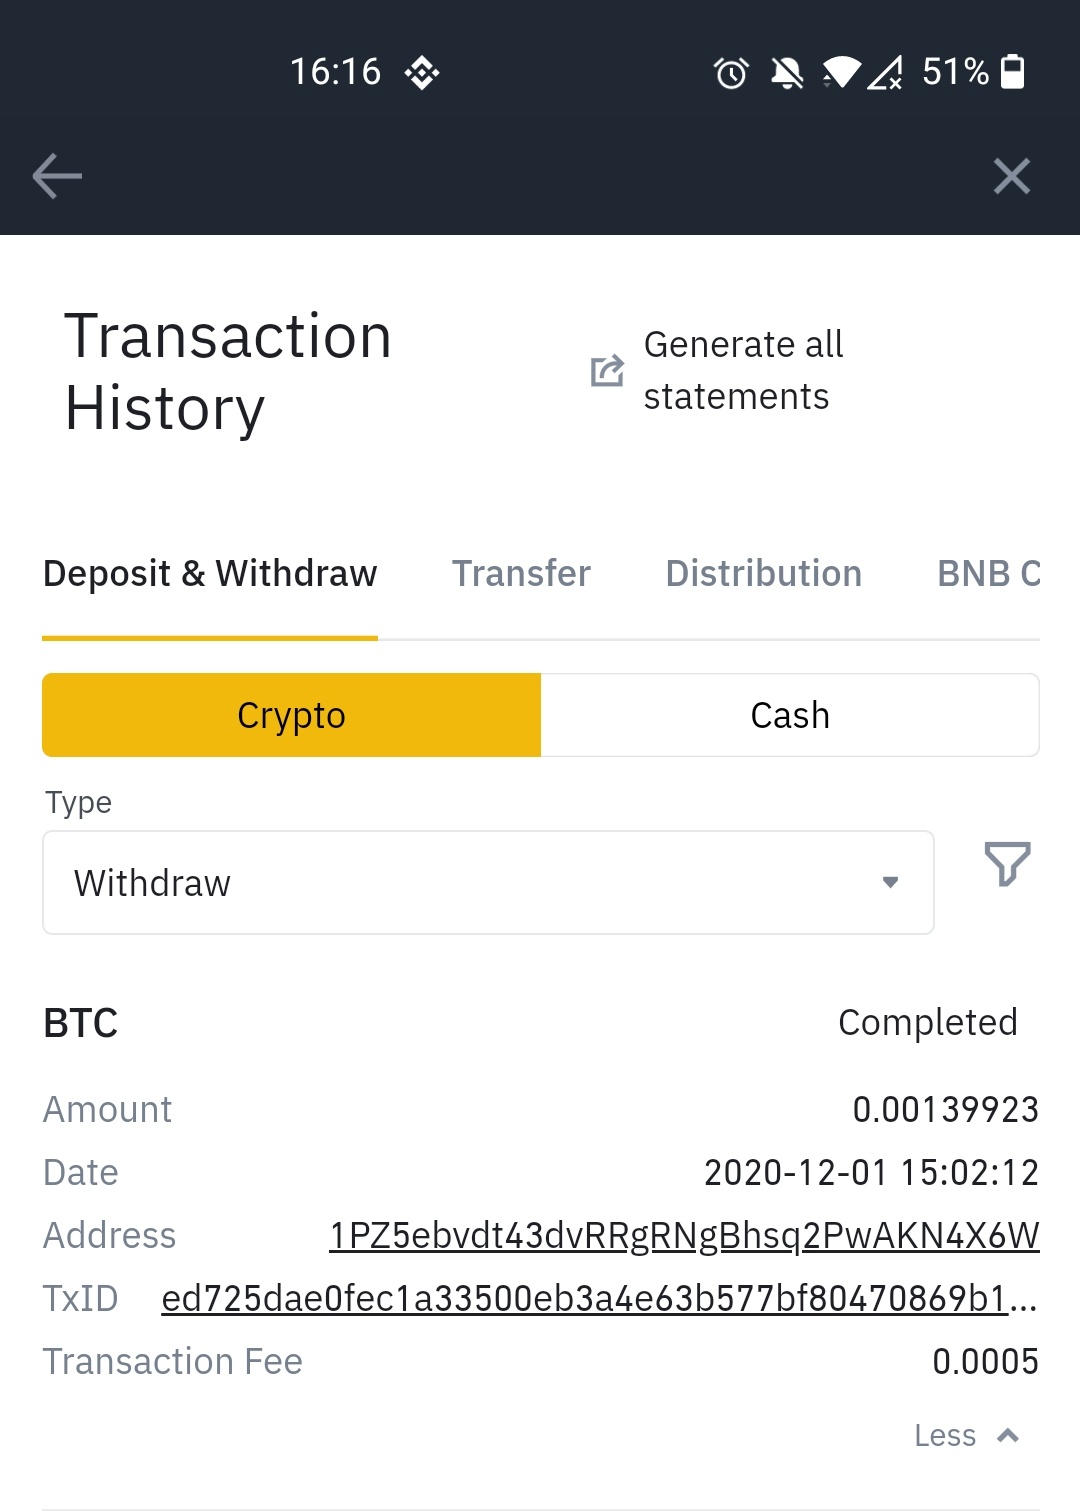 16:16 51%
Transaction
History
Generate all
statements
Deposit & Withdraw Transfer Distribution BNB C
Crypto Cash
Type
Withdraw
BTC Completed
Amount 0.00139923
Date 2020-12-01 15:02:12
Address 1PZ5ebvdt43dvRRgRNgBhsq2PwAKN4X6W
TxID ed725dae0fec1a33500eb3a4e63b577bf80470869b1...
Transaction Fee 0.0005
Less